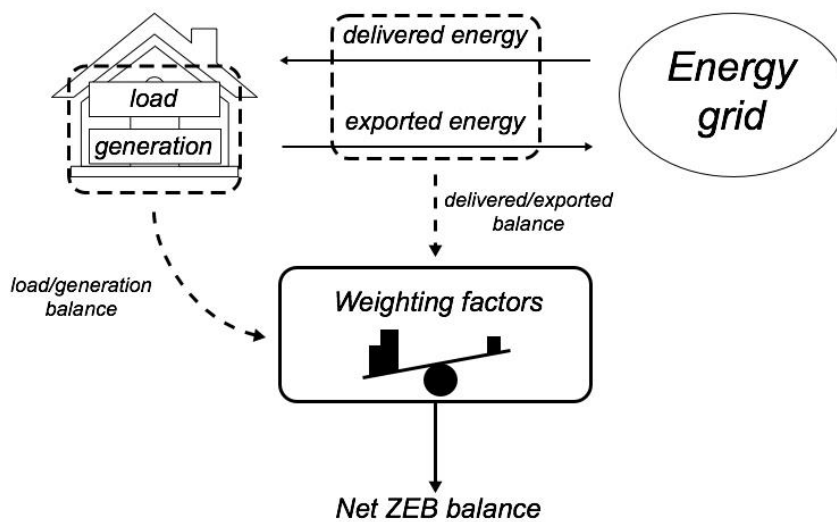 delivered energy
Energy
grid
load
exported energy
generation
delivered/exported
balance
load/generation
balance
Weighting factors
Net ZEB balance